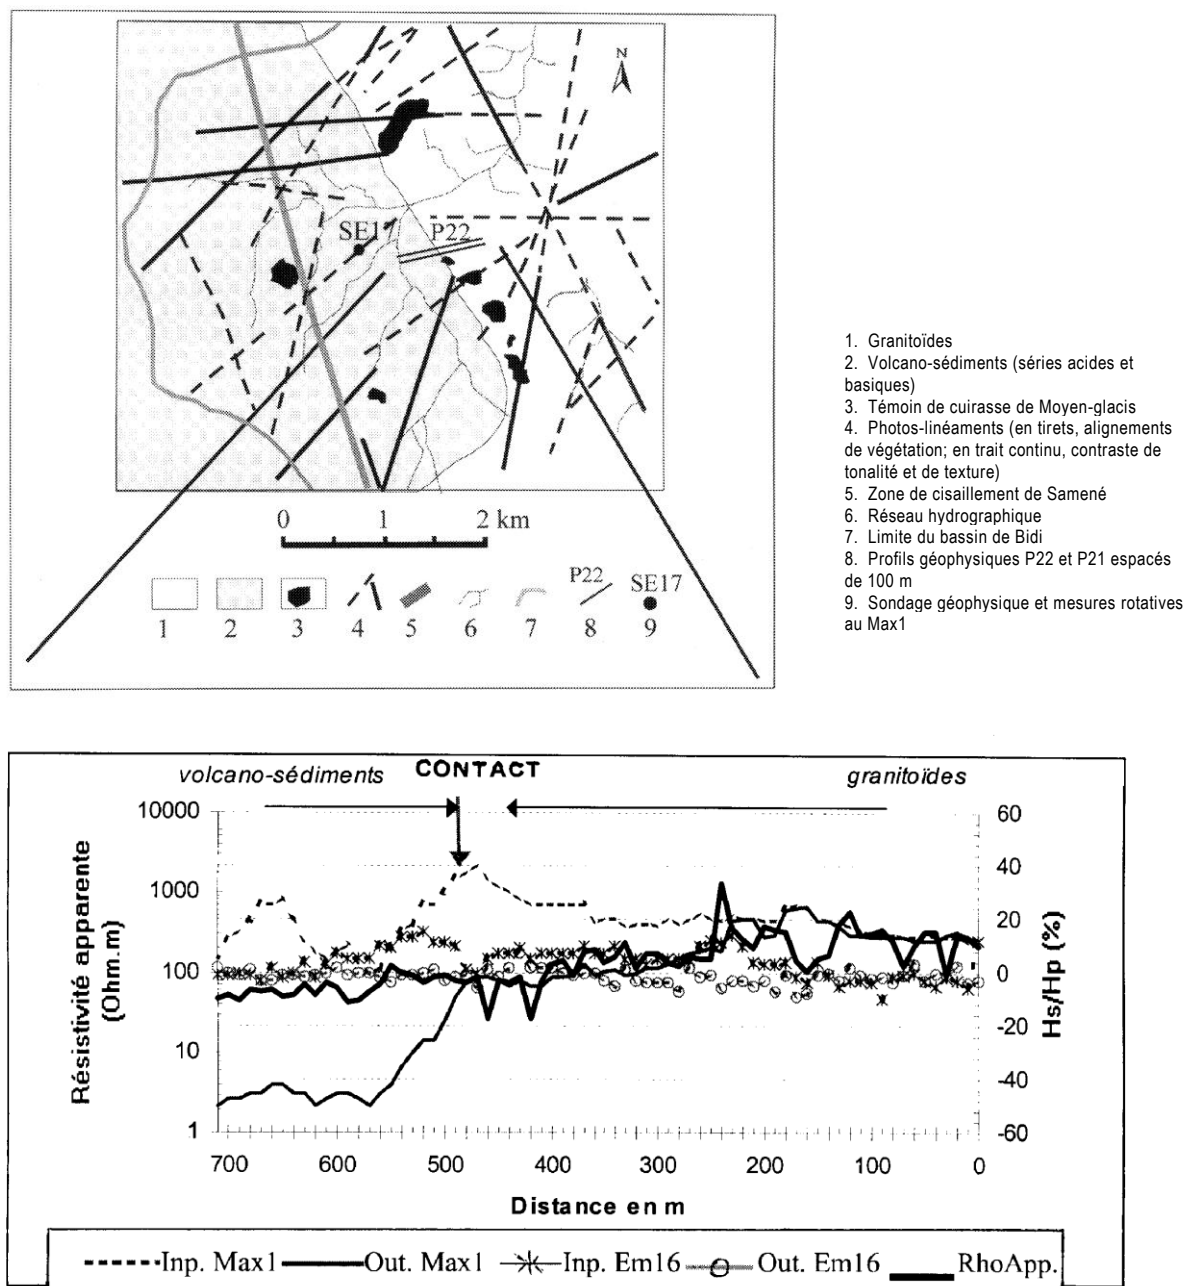 N
SE17
P22
0 1 2 km
P22
SE17
1 2 3 4 5 6 7 8 9
1. Granitoïdes
2. Volcano-sédiments (séries acides et
basiques)
3. Témoin de cuirasse de Moyen-glacis
4. Photos-linéaments (en tirets, alignements
de végétation; en trait continu, contraste de
tonalité et de texture)
5. Zone de cisaillement de Samené
6. Réseau hydrographique
7. Limite du bassin de Bidi
8. Profils géophysiques P22 et P21 espacés
de 100 m
9. Sondage géophysique et mesures rotatives
au Max1
volcano-sédiments CONTACT granitoïdes
Résistivité apparente
(Ohm.m)
10000
1000
100
10
1
60
40
20
0
-20
-40
-60
Hs/Hp (%)
700 600 500 400 300 200 100 0
Distance en m
Inp. Max1 Out. Max1 Inp. Em16 Out. Em16 RhoApp.